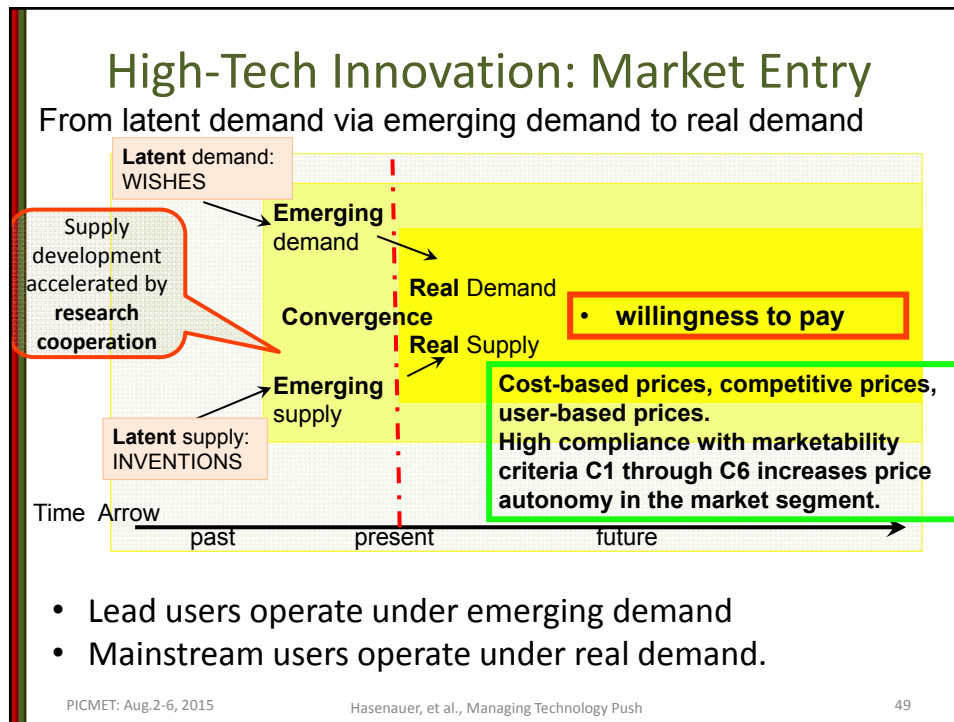 High-Tech Innovation: Market Entry
From latent demand via emerging demand to real demand
Latent demand:
WISHES
Supply
development
accelerated by
research
cooperation
Emerging
demand
Real Demand
Convergence
• willingness to pay
Real Supply
Emerging
supply
Cost-based prices, competitive prices,
user-based prices.
High compliance with marketability
criteria C1 through C6 increases price
autonomy in the market segment.
Latent supply:
INVENTIONS
Time Arrow
past present future
• Lead users operate under emerging demand
• Mainstream users operate under real demand.
PICMET: Aug.2-6, 2015 Hasenauer, et al., Managing Technology Push 49